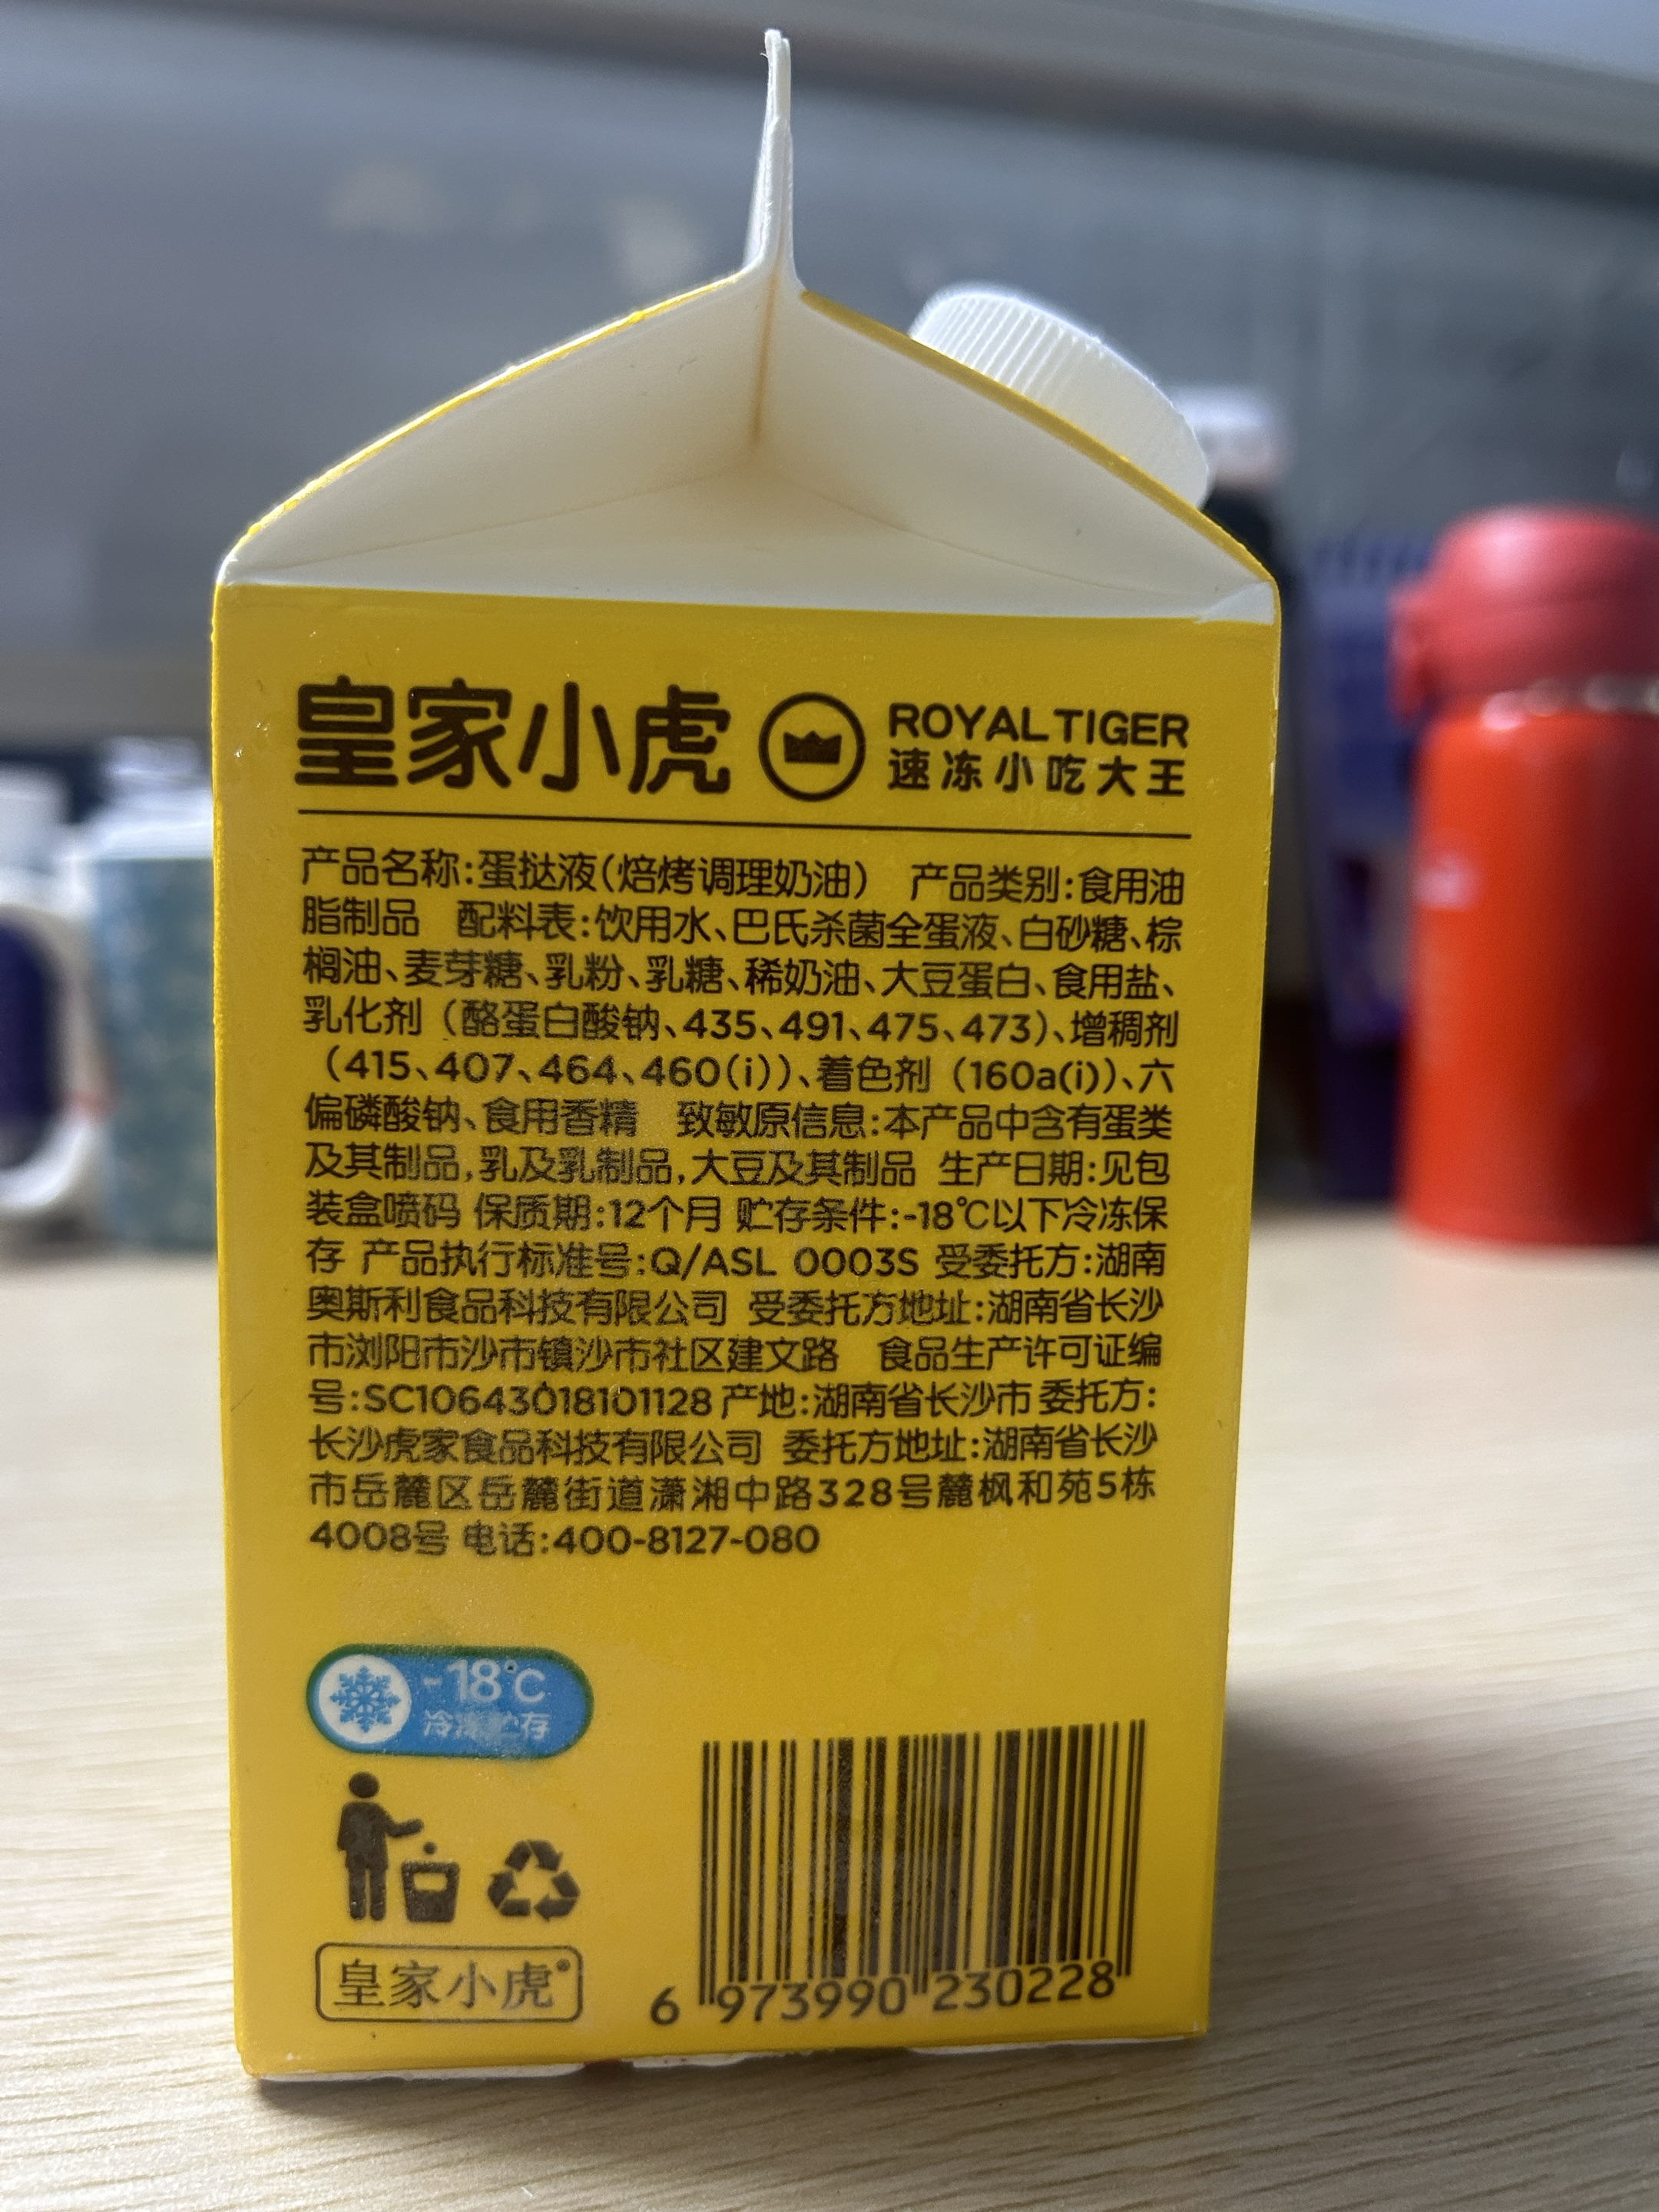 皇家小虎 ROYALTIGER
速冻小吃大王
产品名称:蛋挞液(焙烤调理奶油) 产品类别:食用油
脂制品 配料表:饮用水、巴氏杀菌全蛋液、白砂糖、棕
榈油、麦芽糖、乳粉、乳糖、稀奶油、大豆蛋白、食用盐、
乳化剂(酪蛋白酸钠、435、491、475、473)、增稠剂
(415、407、464、460(i))、着色剂(160a(i))、六
偏磷酸钠、食用香精 致敏原信息:本产品中含有蛋类
及其制品,乳及乳制品,大豆及其制品 生产日期:见包
装盒喷码 保质期:12个月 贮存条件:-18℃以下冷冻保
存 产品执行标准号:Q/ASL 0003S 受委托方:湖南
奥斯利食品科技有限公司 受委托方地址:湖南省长沙
市浏阳市沙市镇沙市社区建文路 食品生产许可证编
号:SC10643018101128 产地:湖南省长沙市 委托方:
长沙虎家食品科技有限公司 委托方地址:湖南省长沙
市岳麓区岳麓街道潇湘中路328号麓枫和苑5栋
4008号 电话:400-8127-080
-18℃
冷冻贮存
皇家小虎®
6 973990 230228